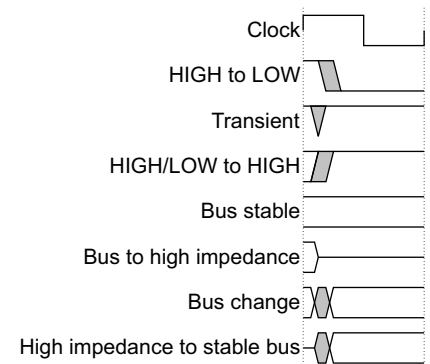 Clock
HIGH to LOW
Transient
HIGH/LOW to HIGH
Bus stable
Bus to high impedance
Bus change
High impedance to stable bus